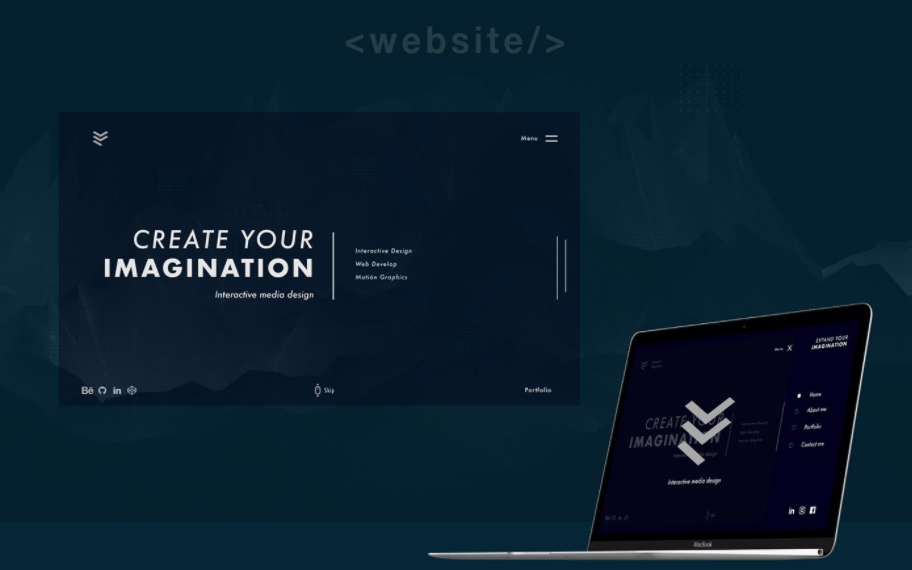 <website/>
Menu
CREATE YOUR
IMAGINATION
Interactive media design
Interactive Design
Web Develop
Motión Graphics
Bē
in
Skip
Portfolio
EXPAND YOUR
IMAGINATION
Menu X
CREATE YOUR
IMAGINATION
Interactive media design
Home
About me
Portfolio
Contact me
in
MacBook